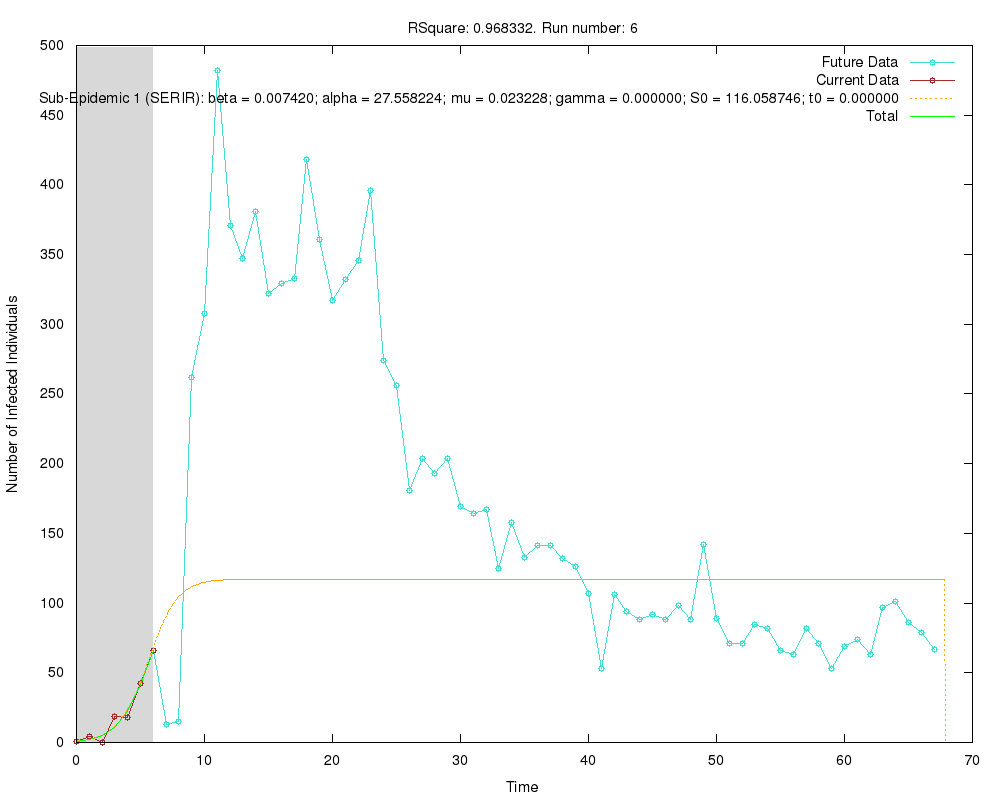 RSquare: 0.968332. Run number: 6
Future Data
Current Data
Sub-Epidemic 1 (SERIR): beta = 0.007420; alpha = 27.558224; mu = 0.023228; gamma = 0.000000; S0 = 116.058746; t0 = 0.000000
Total
500
450
400
350
300
250
200
150
100
50
0
Number of Infected Individuals
0 10 20 30 40 50 60 70
Time